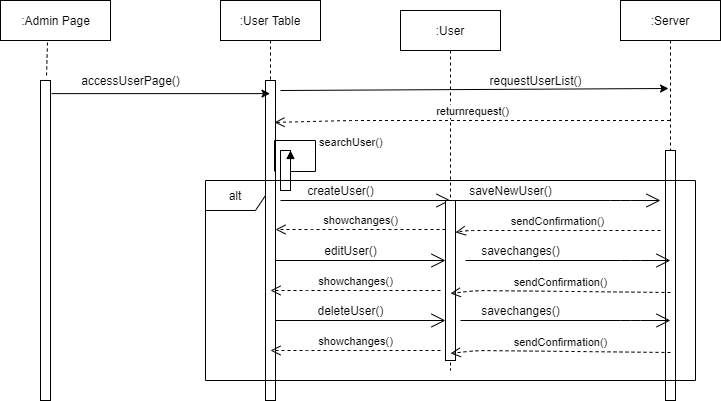 :Admin Page
:User Table
:User
:Server
accessUserPage()
requestUserList()
returnrequest()
searchUser()
alt
createUser()
saveNewUser()
showchanges()
sendConfirmation()
editUser()
savechanges()
showchanges()
sendConfirmation()
deleteUser()
savechanges()
showchanges()
sendConfirmation()